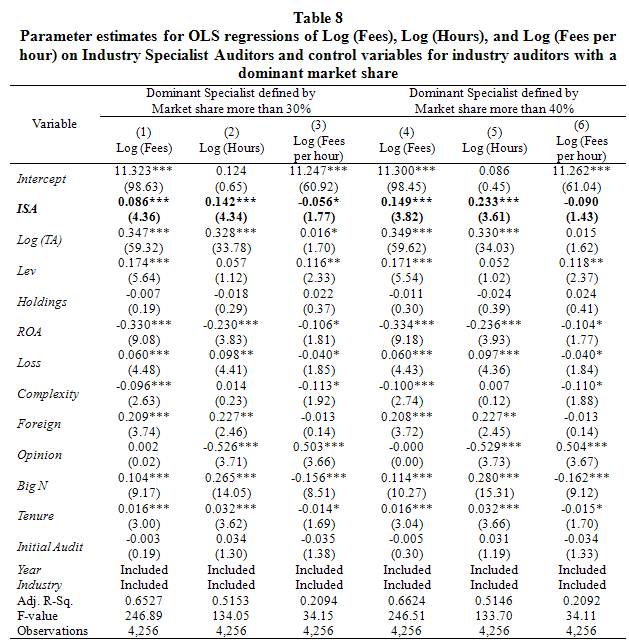 Table 8
Parameter estimates for OLS regressions of Log (Fees), Log (Hours), and Log (Fees per
hour) on Industry Specialist Auditors and control variables for industry auditors with a
dominant market share
Variable Dominant Specialist defined by Market share more than 30% Dominant Specialist defined by Market share more than 40%
(1) Log (Fees) (2) Log (Hours) (3) Log (Fees per hour) (4) Log (Fees) (5) Log (Hours) (6) Log (Fees per hour)
Intercept 11.323*** 0.124 11.247*** 11.300*** 0.086 11.262***
(98.63) (0.65) (60.92) (98.45) (0.45) (61.04)
ISA 0.086*** 0.142*** -0.056* 0.149*** 0.233*** -0.090
(4.36) (4.34) (1.77) (3.82) (3.61) (1.43)
Log (TA) 0.347*** 0.328*** 0.016* 0.349*** 0.330*** 0.015
(59.32) (33.78) (1.70) (59.62) (34.03) (1.62)
Lev 0.174*** 0.057 0.116** 0.171*** 0.052 0.118**
(5.64) (1.12) (2.33) (5.54) (1.02) (2.37)
Holdings -0.007 -0.018 0.022 -0.011 -0.024 0.024
(0.19) (0.29) (0.37) (0.30) (0.39) (0.41)
ROA -0.330*** -0.230*** -0.106* -0.334*** -0.236*** -0.104*
(9.08) (3.83) (1.81) (9.18) (3.93) (1.77)
Loss 0.060*** 0.098** -0.040* 0.060*** 0.097*** -0.040*
(4.48) (4.41) (1.85) (4.43) (4.36) (1.84)
Complexity -0.096*** 0.014 -0.113* -0.100*** 0.007 -0.110*
(2.63) (0.23) (1.92) (2.74) (0.12) (1.88)
Foreign 0.209*** 0.227** -0.013 0.208*** 0.227** -0.013
(3.74) (2.46) (0.14) (3.72) (2.45) (0.14)
Opinion 0.002 -0.526*** 0.503*** -0.000 -0.529*** 0.504***
(0.02) (3.71) (3.66) (0.00) (3.73) (3.67)
Big N 0.104*** 0.265*** -0.156*** 0.114*** 0.280*** -0.162***
(9.17) (14.05) (8.51) (10.27) (15.31) (9.12)
Tenure 0.016*** 0.032*** -0.014* 0.016*** 0.032*** -0.015*
(3.00) (3.62) (1.69) (3.04) (3.66) (1.70)
Initial Audit -0.003 0.034 -0.035 -0.005 0.031 -0.034
(0.19) (1.30) (1.38) (0.30) (1.19) (1.33)
Year Included Included Included Included Included Included
Industry Included Included Included Included Included Included
Adj. R-Sq. 0.6527 0.5153 0.2094 0.6624 0.5146 0.2092
F-value 246.89 134.05 34.15 246.51 133.70 34.11
Observations 4,256 4,256 4,256 4,256 4,256 4,256